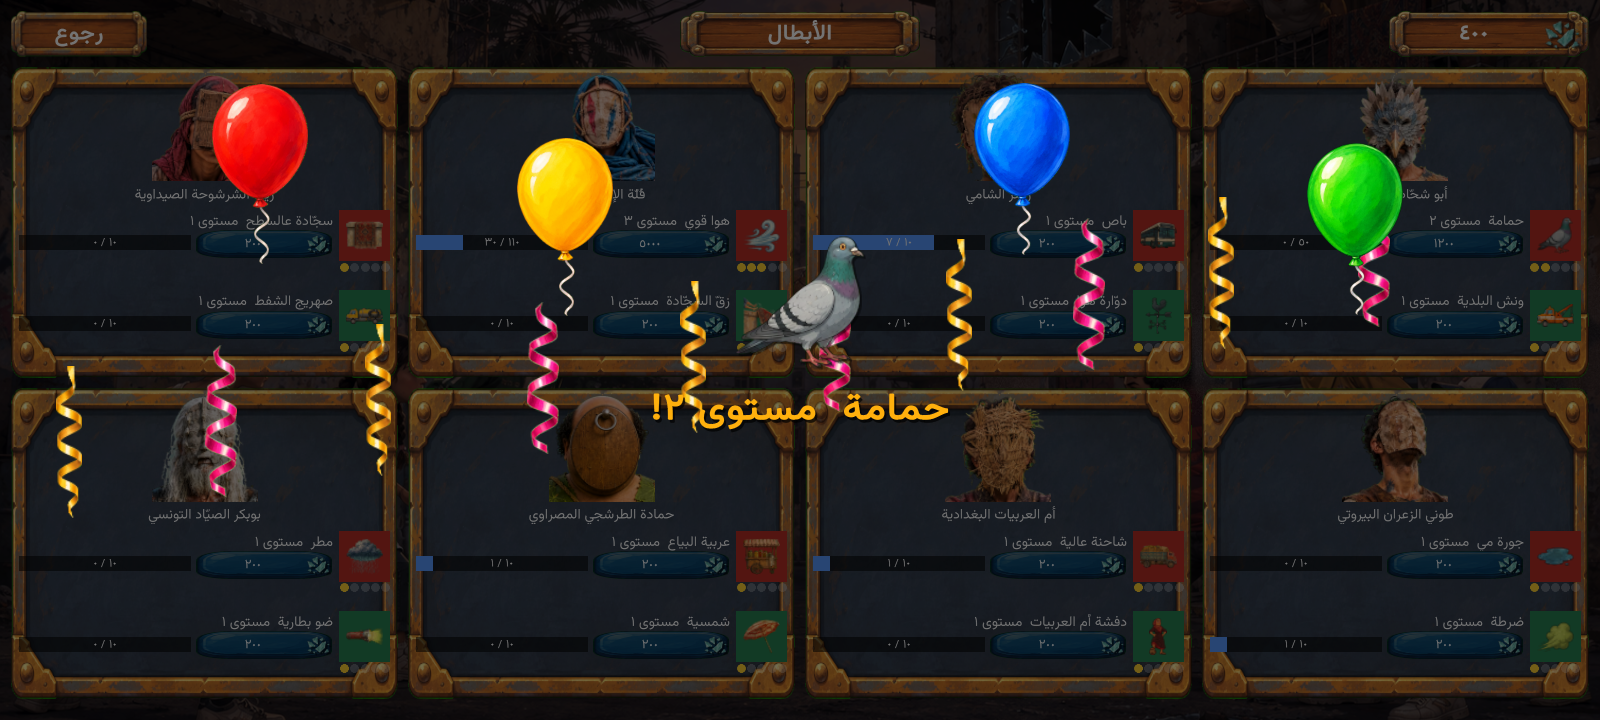 ٤٠٠
الأبطال
رجوع
أبو شحّا
حمامة مستوى ٢
١٢٠٠
٠ / ٥٠
ونش البلدية مستوى ١
٢٠٠
٠ / ١٠
الشامي
باص مستوى ١
٢٠٠
٧ / ١٠
دوّارة مستوى ١
٢٠٠
٠ / ١٠
فنّة الإ
هوا قوي مستوى ٣
٥٠٠٠
٣٠ / ١١٠
زقّ السجّادة مستوى ١
٢٠٠
٠ / ١٠
الشرشوحة الصيداوية
سجّادة عالسطح مستوى ١
٢٠٠
٠ / ١٠
صهريج الشفط مستوى ١
٢٠٠
٠ / ١٠
حمامة مستوى ٢!
طوني الزعران البيروتي
جورة مي مستوى ١
٢٠٠
٠ / ١٠
ضرطة مستوى ١
٢٠٠
١ / ١٠
أم العربيات البغدادية
شاحنة عالية مستوى ١
٢٠٠
١ / ١٠
دفشة أم العربيات مستوى ١
٢٠٠
٠ / ١٠
حمادة الطرشجي المصراوي
عربية البياع مستوى ١
٢٠٠
١ / ١٠
شمسية مستوى ١
٢٠٠
٠ / ١٠
بوبكر الصيّاد التونسي
مطر مستوى ١
٢٠٠
٠ / ١٠
ضو بطارية مستوى ١
٢٠٠
٠ / ١٠